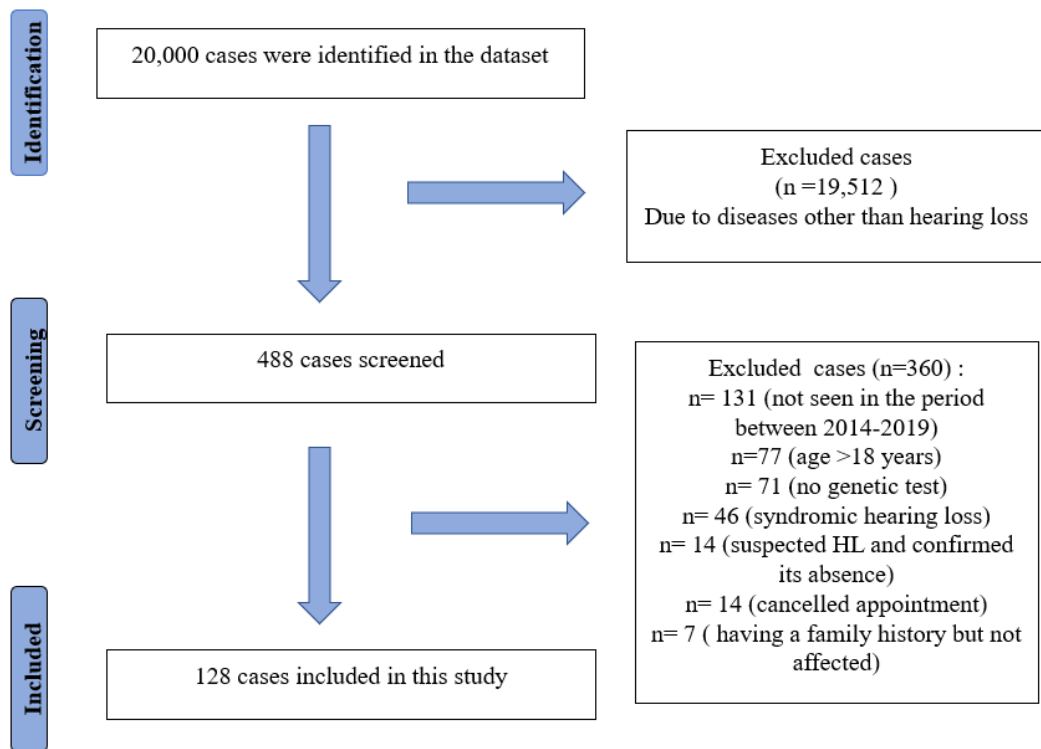 Identification
20,000 cases were identified in the dataset
Excluded cases
(n =19,512 )
Due to diseases other than hearing loss
Screening
488 cases screened
Excluded  cases (n=360) :
n= 131 (not seen in the period
between 2014-2019)
n=77 (age >18 years)
n= 71 (no genetic test)
n= 46 (syndromic hearing loss)
n= 14 (suspected HL and confirmed
its absence)
n= 14 (cancelled appointment)
n= 7 ( having a family history but not
affected)
Included
128 cases included in this study